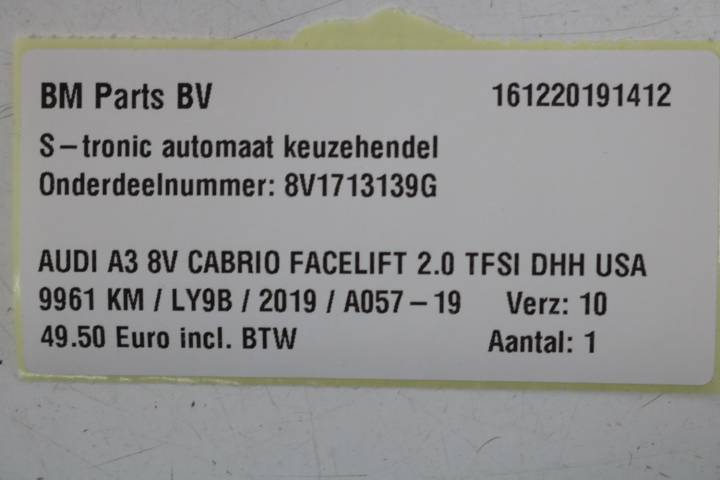 BM Parts BV 161220191412
S-tronic automaat keuzehendel
Onderdeelnummer: 8V1713139G
AUDI A3 8V CABRIO FACELIFT 2.0 TFSI DHH USA
9961 KM / LY9B / 2019 / A057-19 Verz: 10
49.50 Euro incl. BTW Aantal: 1